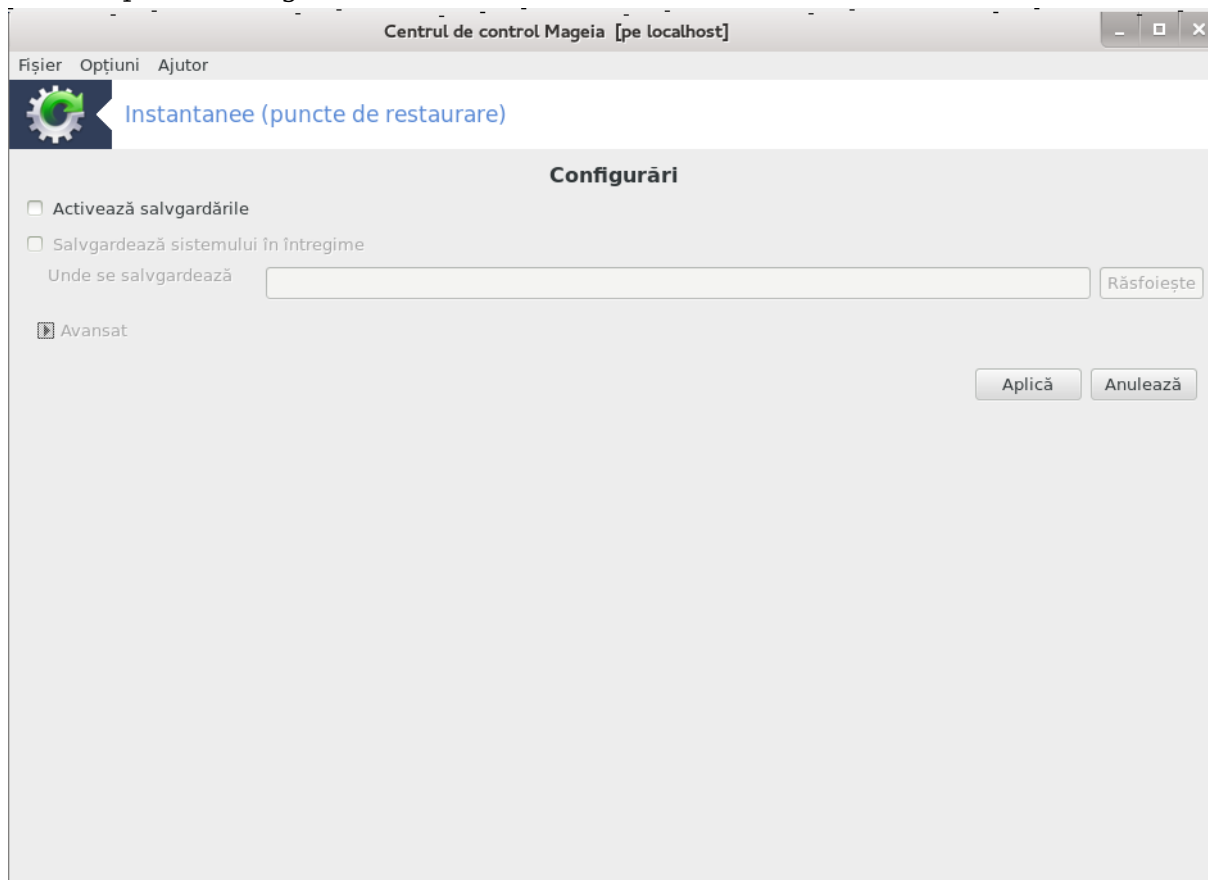 Centrul de control Mageia [pe localhost]
Fișier Opțiuni Ajutor
Instantanee (puncte de restaurare)
Configurări
Activează salvgardările
Salvgardează sistemului în întregime
Unde se salvgardează Răsfoiește
Avansat
Aplică Anulează